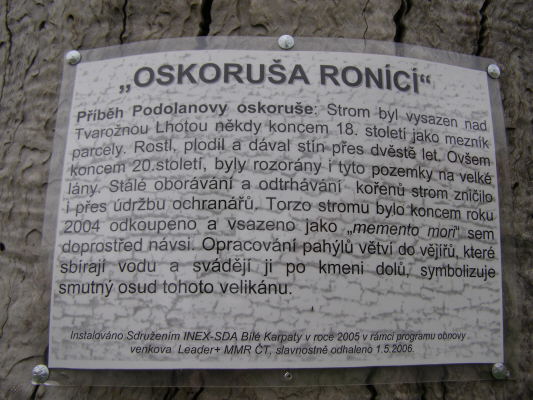 „OSKORUŠA RONÍCÍ“
Příběh Podolanovy oskoruše: Strom byl vysazen nad
Tvarožnou Lhotou někdy koncem 18. století jako mezník
parcely. Rostl, plodil a dával stín přes dvěstě let. Ovšem
koncem 20.století, byly rozorány i tyto pozemky na velké
lány. Stálé oborávání a odtrhávání kořenů strom zničilo
i přes údržbu ochranářů. Torzo stromu bylo koncem roku
2004 odkoupeno a vsazeno jako „memento mori“ sem
doprostřed návsi. Opracování pahýlů větví do vějířů, které
sbírají vodu a svádějí ji po kmeni dolů, symbolizuje
smutný osud tohoto velikánu.
Instalováno Sdružením INEX-SDA Bílé Karpaty v roce 2005 v rámci programu obnovy
venkova Leader+ MMR ČT, slavnostně odhaleno 1.5.2006.